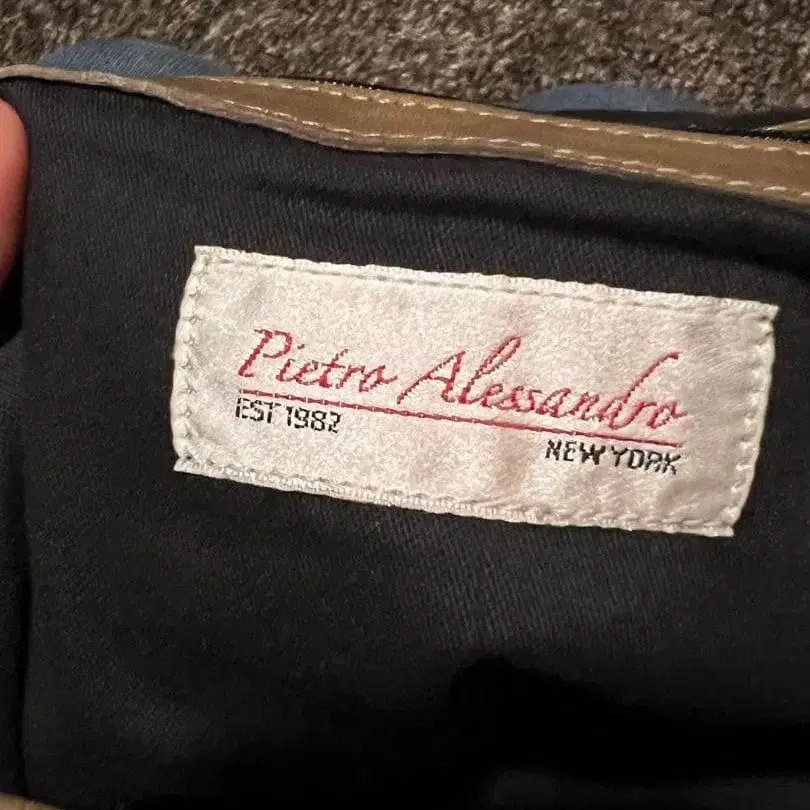 Pietro Alessandro
EST 1982
NEW YORK